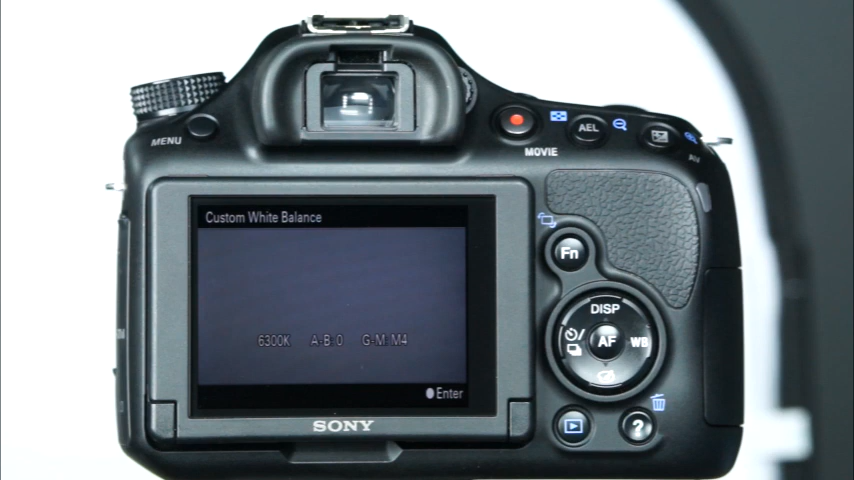 MENU
MOVIE
AEL
AV
Custom White Balance
6300K A-B: 0 G-M: M4
Enter
SONY
Fn
DISP
AF
WB
?